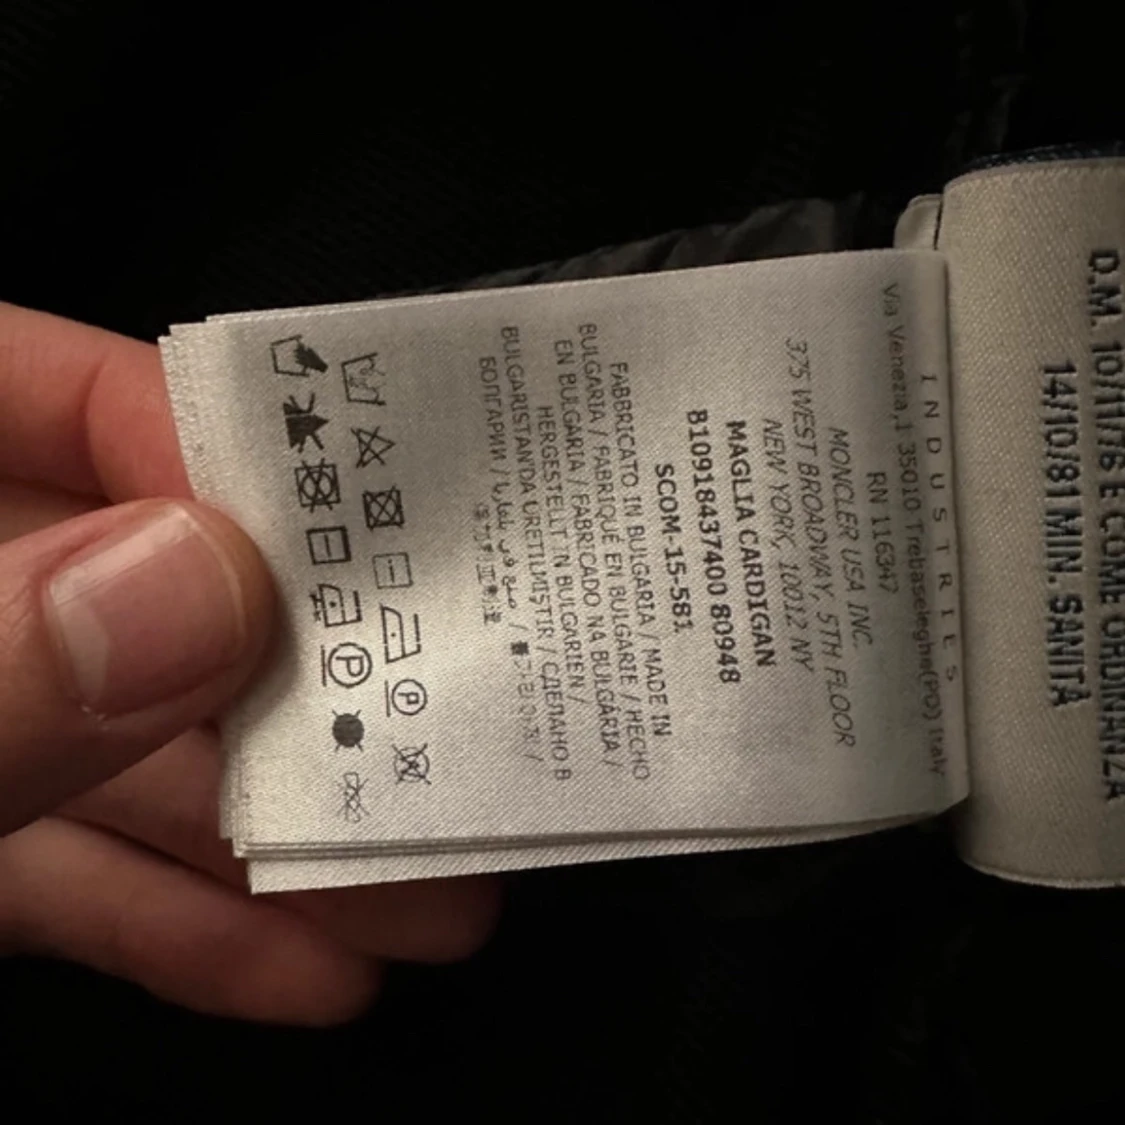 INDUSTRIES
Via Venezia,1 35010 Trebaseleghe(PD) Italy
RN 116347
MONCLER USA INC.
375 WEST BROADWAY, 5TH FLOOR
NEW YORK, 10012 NY
MAGLIA CARDIGAN
B10918437400 80948
SCOM-15-581
FABBRICATO IN BULGARIA / MADE IN
BULGARIA / FABRIQUÉ EN BULGARIE / HECHO
EN BULGARIA / FABRICADO NA BULGÁRIA /
HERGESTELLT IN BULGARIEN /
BULGARISTAN'DA ÜRETILMIŞTIR / СДЕЛАНО В
БОЛГАРИИ / صنع في بلغاريا /
P
P
W
D.M. 10/11/76 E COME ORDINANZA
14/10/81 MIN. SANITÀ